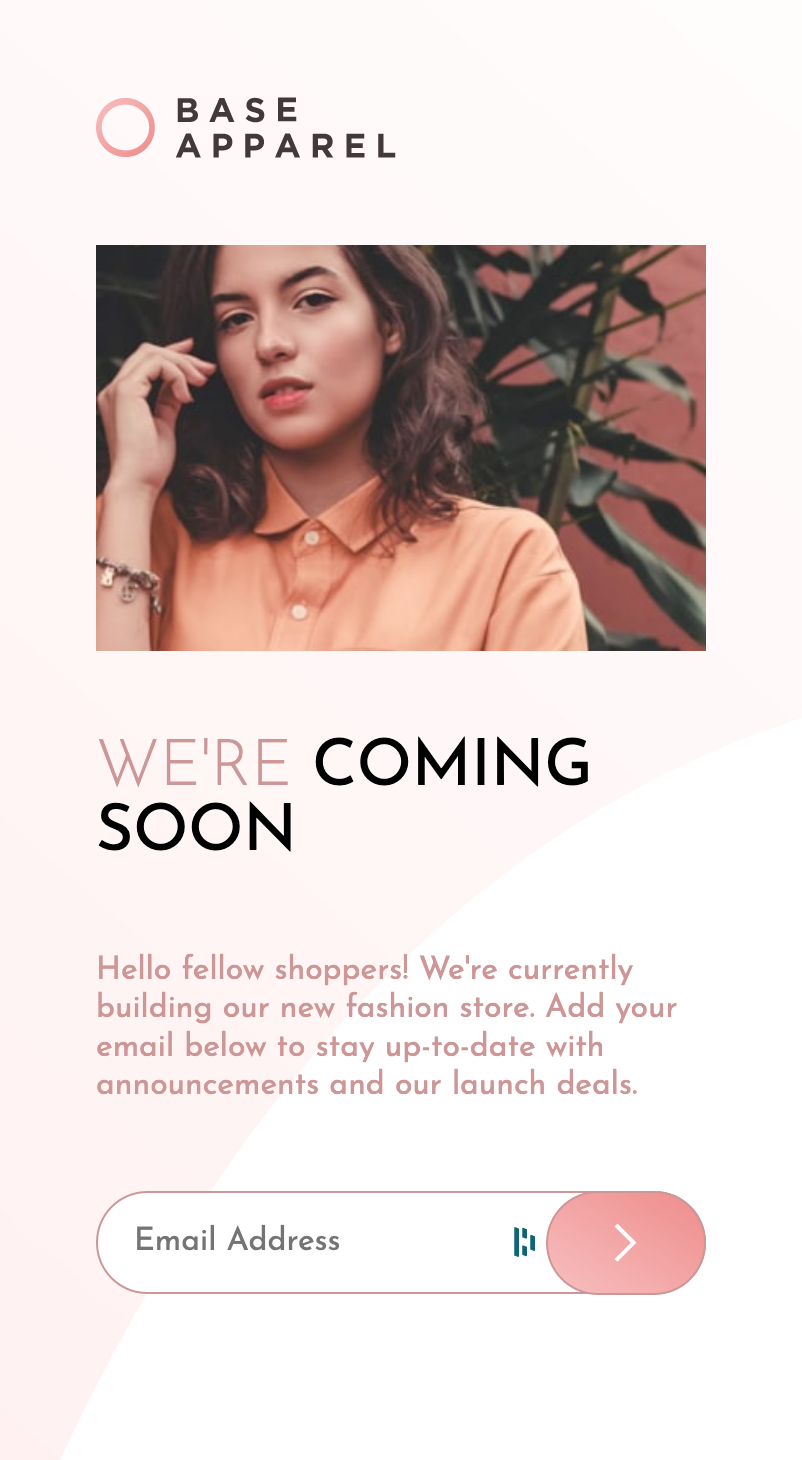 BASE
APPAREL
WE'RE COMING
SOON
Hello fellow shoppers! We're currently
building our new fashion store. Add your
email below to stay up-to-date with
announcements and our launch deals.
Email Address